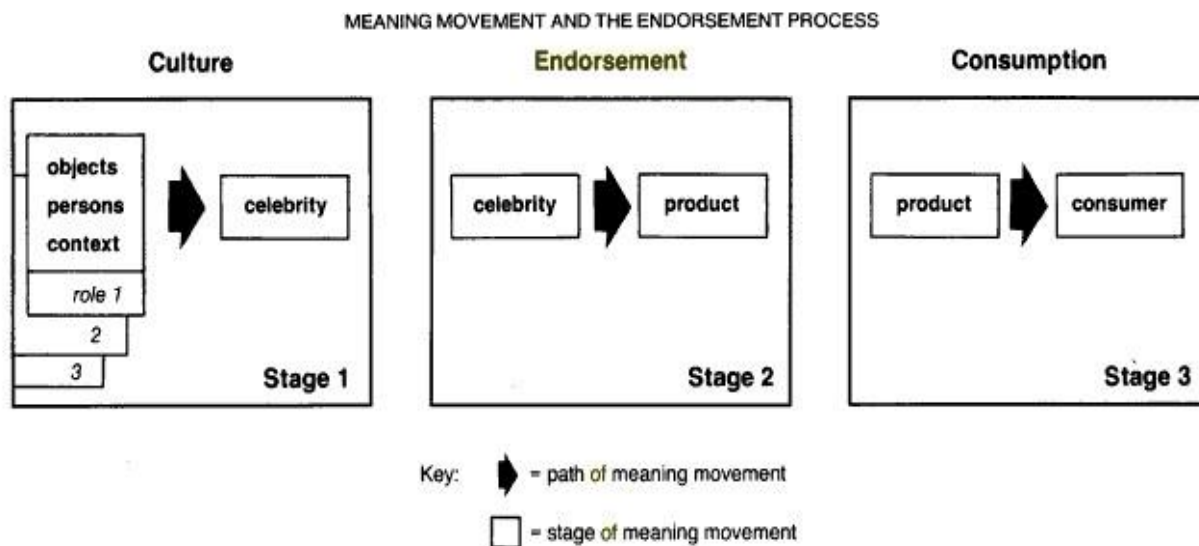 MEANING MOVEMENT AND THE ENDORSEMENT PROCESS
Culture
objects
persons
context
role 1
2
3
celebrity
Stage 1
Endorsement
celebrity
product
Stage 2
Consumption
product
consumer
Stage 3
Key:
= path of meaning movement
= stage of meaning movement